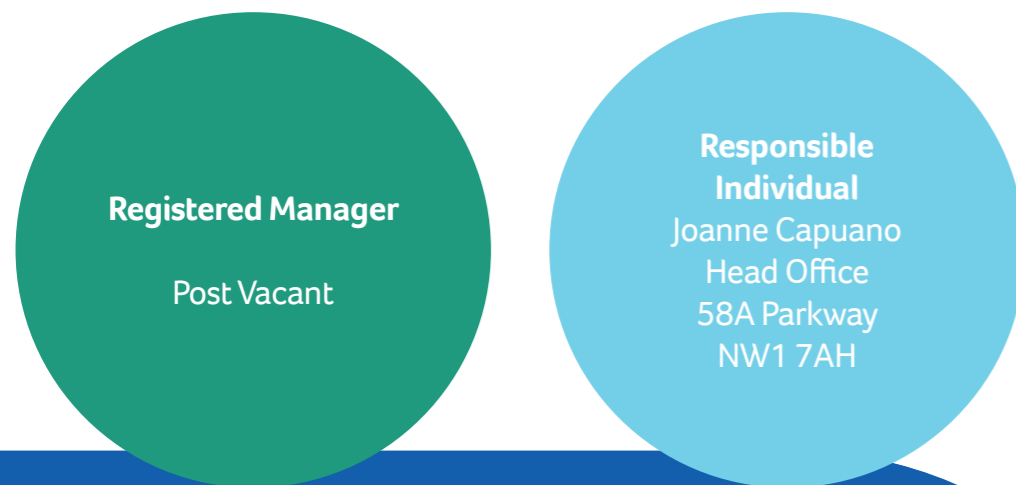 Registered Manager
Post Vacant
Responsible
Individual
Joanne Capuano
Head Office
58A Parkway
NW1 7AH